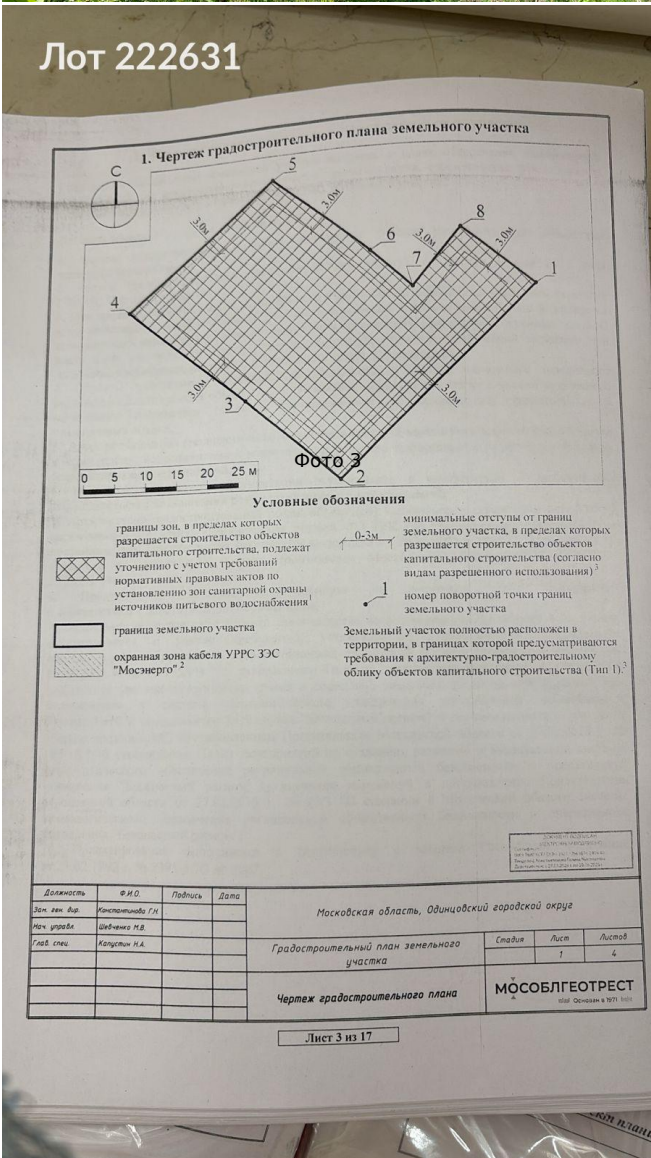 Лот 222631
1. Чертеж градостроительного плана земельного участка
С
5
3.0м
8
3.0м
6
3.0м
3.0м
7
1
4
3.0м
3.0м
3
Фото 3
2
0 5 10 15 20 25 м
Условные обозначения
границы зон, в пределах которых
разрешается строительство объектов
капитального строительства, подлежат
уточнению с учетом требований
нормативных правовых актов по
установлению зон санитарной охраны
источников питьевого водоснабжения1
граница земельного участка
охранная зона кабеля УРРС ЗЭС
"Мосэнерго" 2
0-3м
минимальные отступы от границ
земельного участка, в пределах которых
разрешается строительство объектов
капитального строительства (согласно
видам разрешенного использования)3
1
номер поворотной точки границ
земельного участка
Земельный участок полностью расположен в
территории, в границах которой предусматриваются
требования к архитектурно-градостроительному
облику объектов капитального строительства (Тип 1).3
Должность Ф.И.О. Подпись Дата
Зам. ген. дир. Константинова Г.Н.
Нач. управл. Шевченко М.В.
Глав. спец. Капустин Н.А.
Московская область, Одинцовский городской округ
Градостроительный план земельного
участка
Стадия Лист Листов
1 4
Чертеж градостроительного плана
МОСОБЛГЕОТРЕСТ
Основан в 1971
Лист 3 из 17